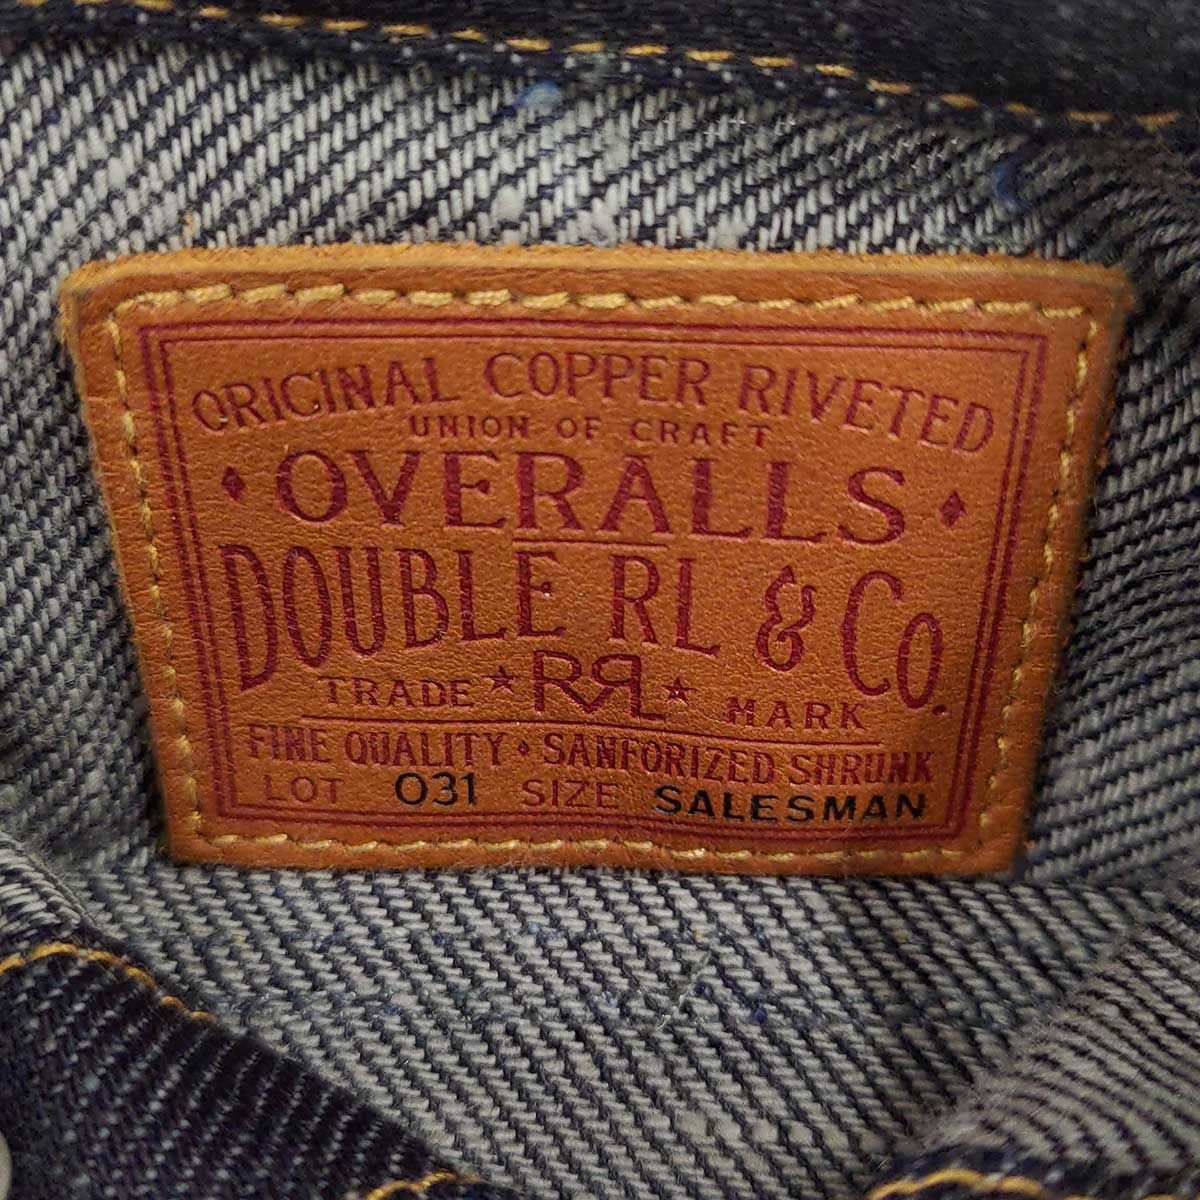 ORIGINAL COPPER RIVETED
UNION OF CRAFT
OVERALLS
DOUBLE RL & Co.
TRADE RRL MARK
FINE QUALITY · SANFORIZED SHRUNK
LOT 031 SIZE SALESMAN